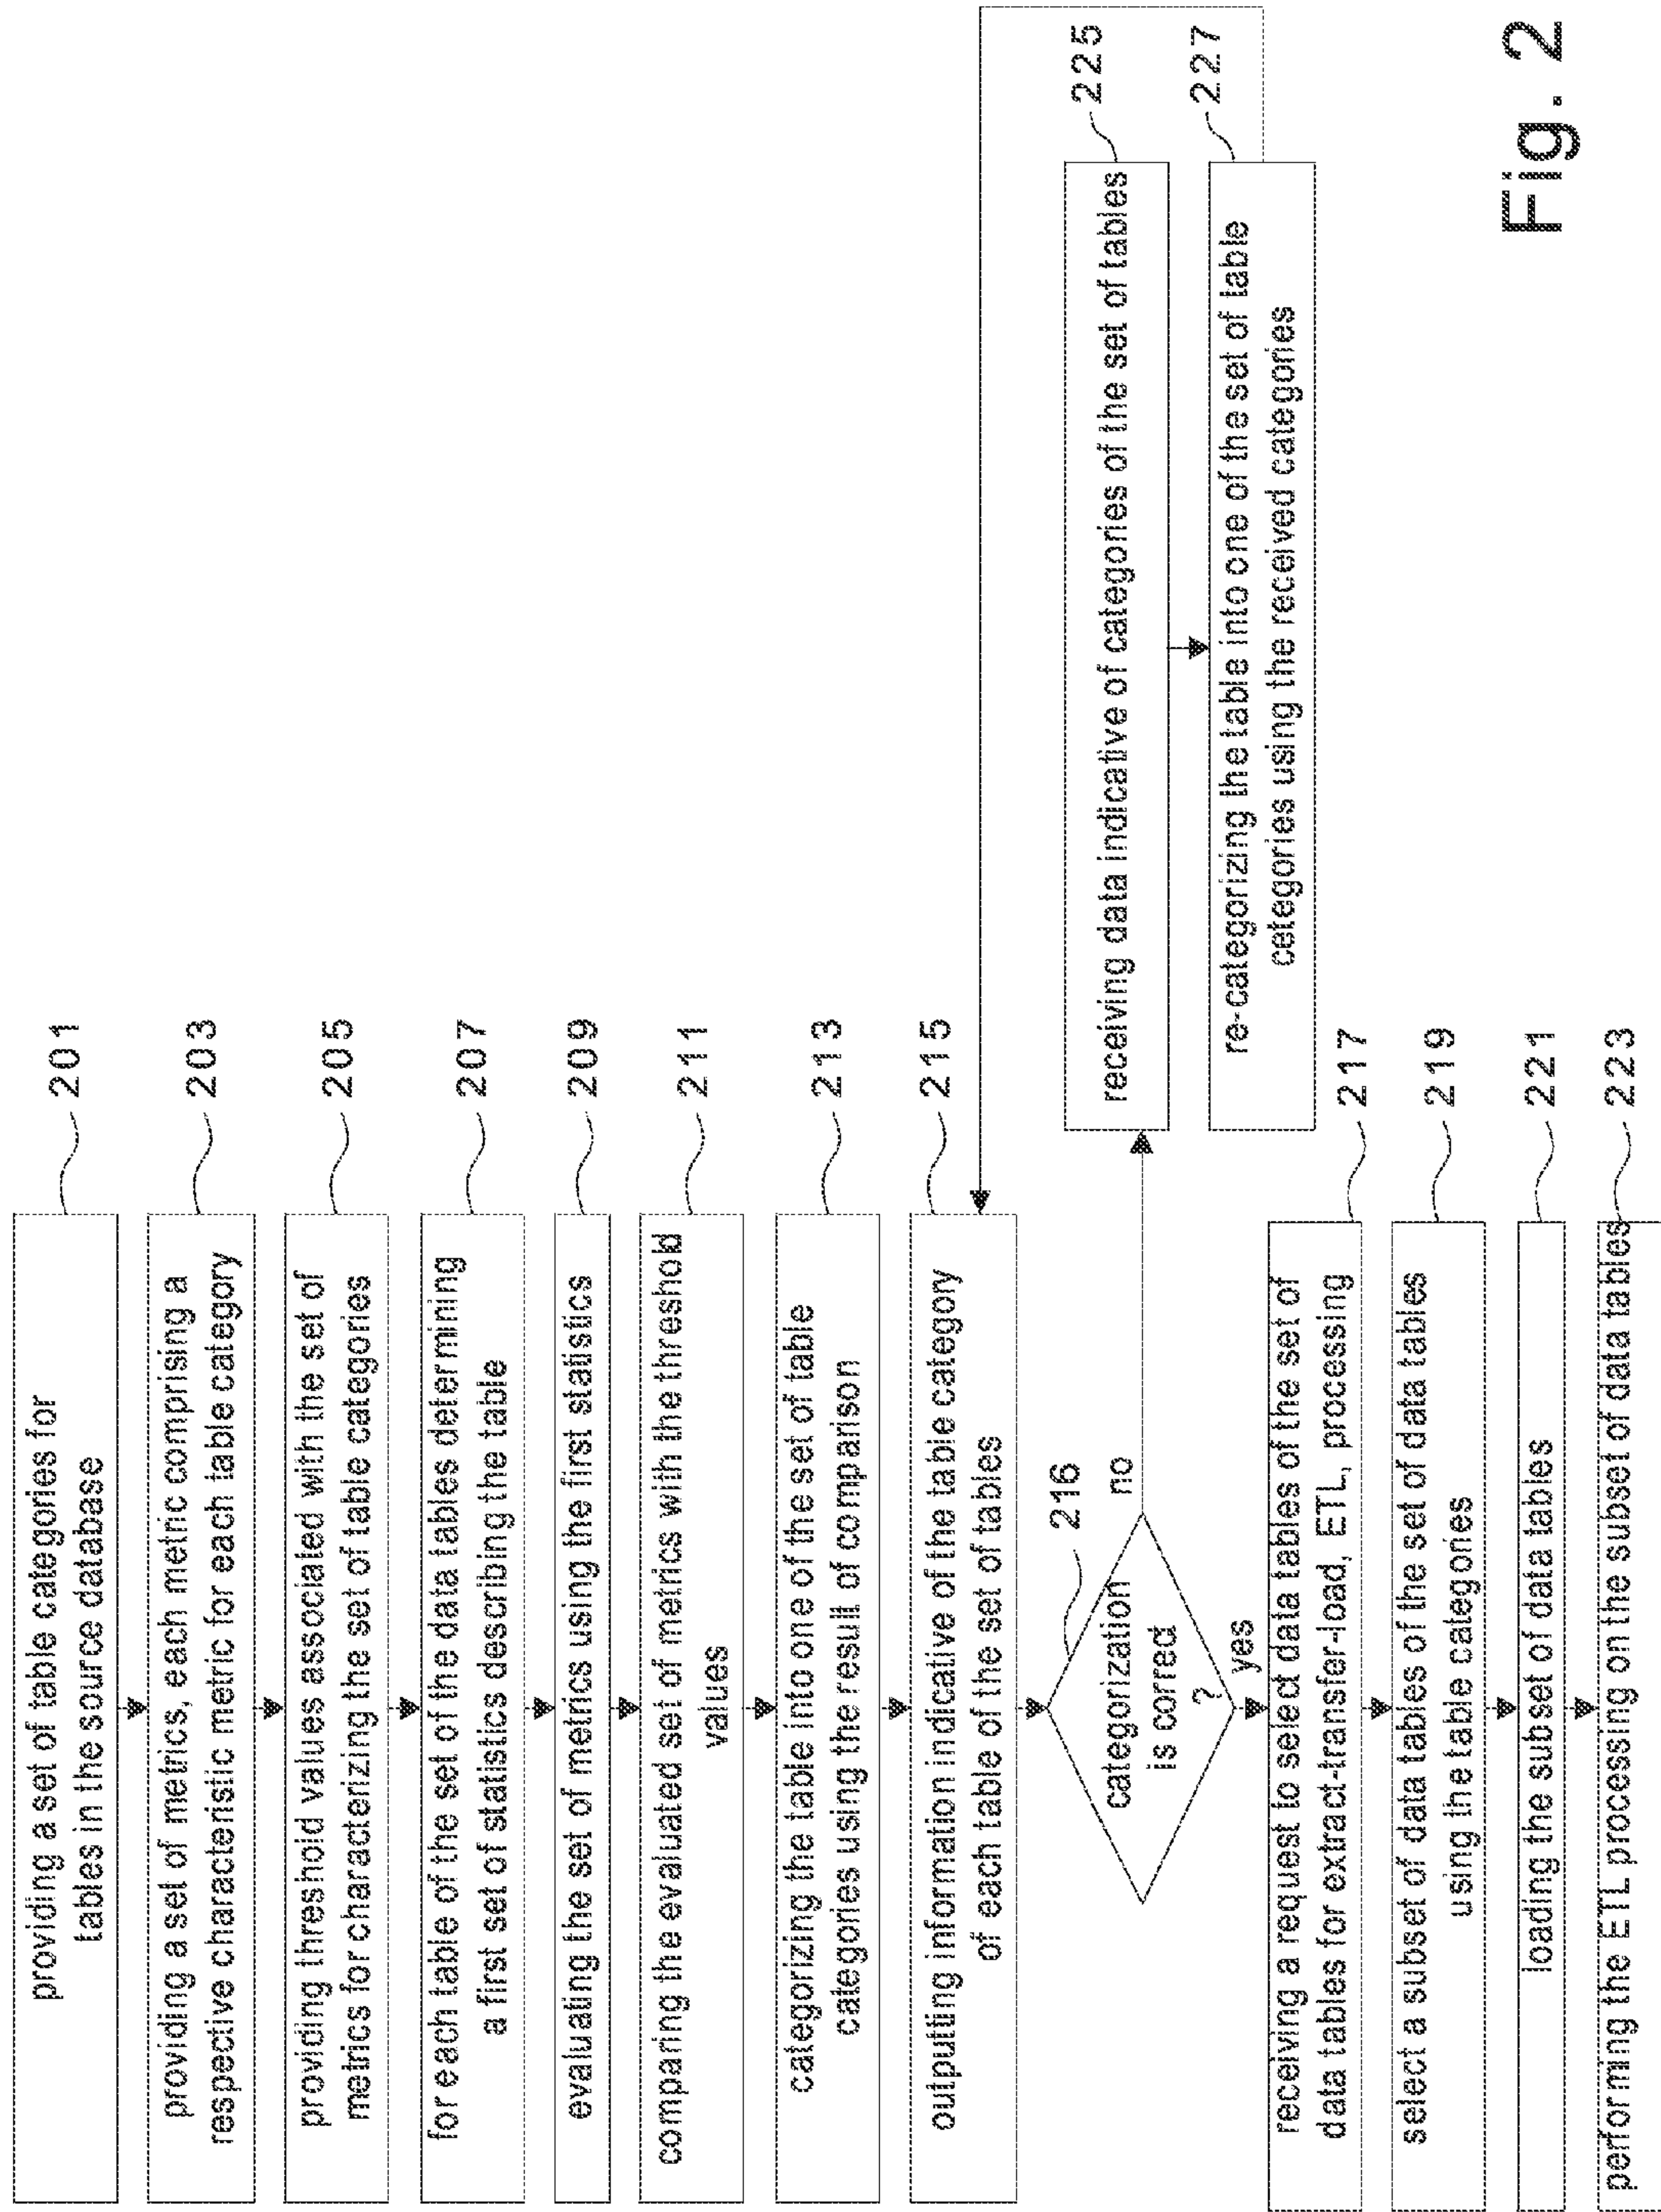 providing a set of table categories for
tables in the source database
201
providing a set of metrics, each metric comprising a
respective characteristic metric for each table category
203
providing threshold values associated with the set of
metrics for characterizing the set of table categories
205
for each table of the set of the data tables determining
a first set of statistics describing the table
207
evaluating the set of metrics using the first statistics
209
comparing the evaluated set of metrics with the threshold
values
211
categorizing the table into one of the set of table
categories using the result of comparison
213
outputting information indicative of the table category
of each table of the set of tables
215
216
categorization
is correct
?
no
yes
receiving data indicative of categories of the set of tables
225
re-categorizing the table into one of the set of table
categories using the received categories
227
receiving a request to select data tables of the set of
data tables for extract-transfer-load, ETL, processing
217
select a subset of data tables of the set of data tables
using the table categories
219
loading the subset of data tables
221
performing the ETL processing on the subset of data tables
223
Fig. 2